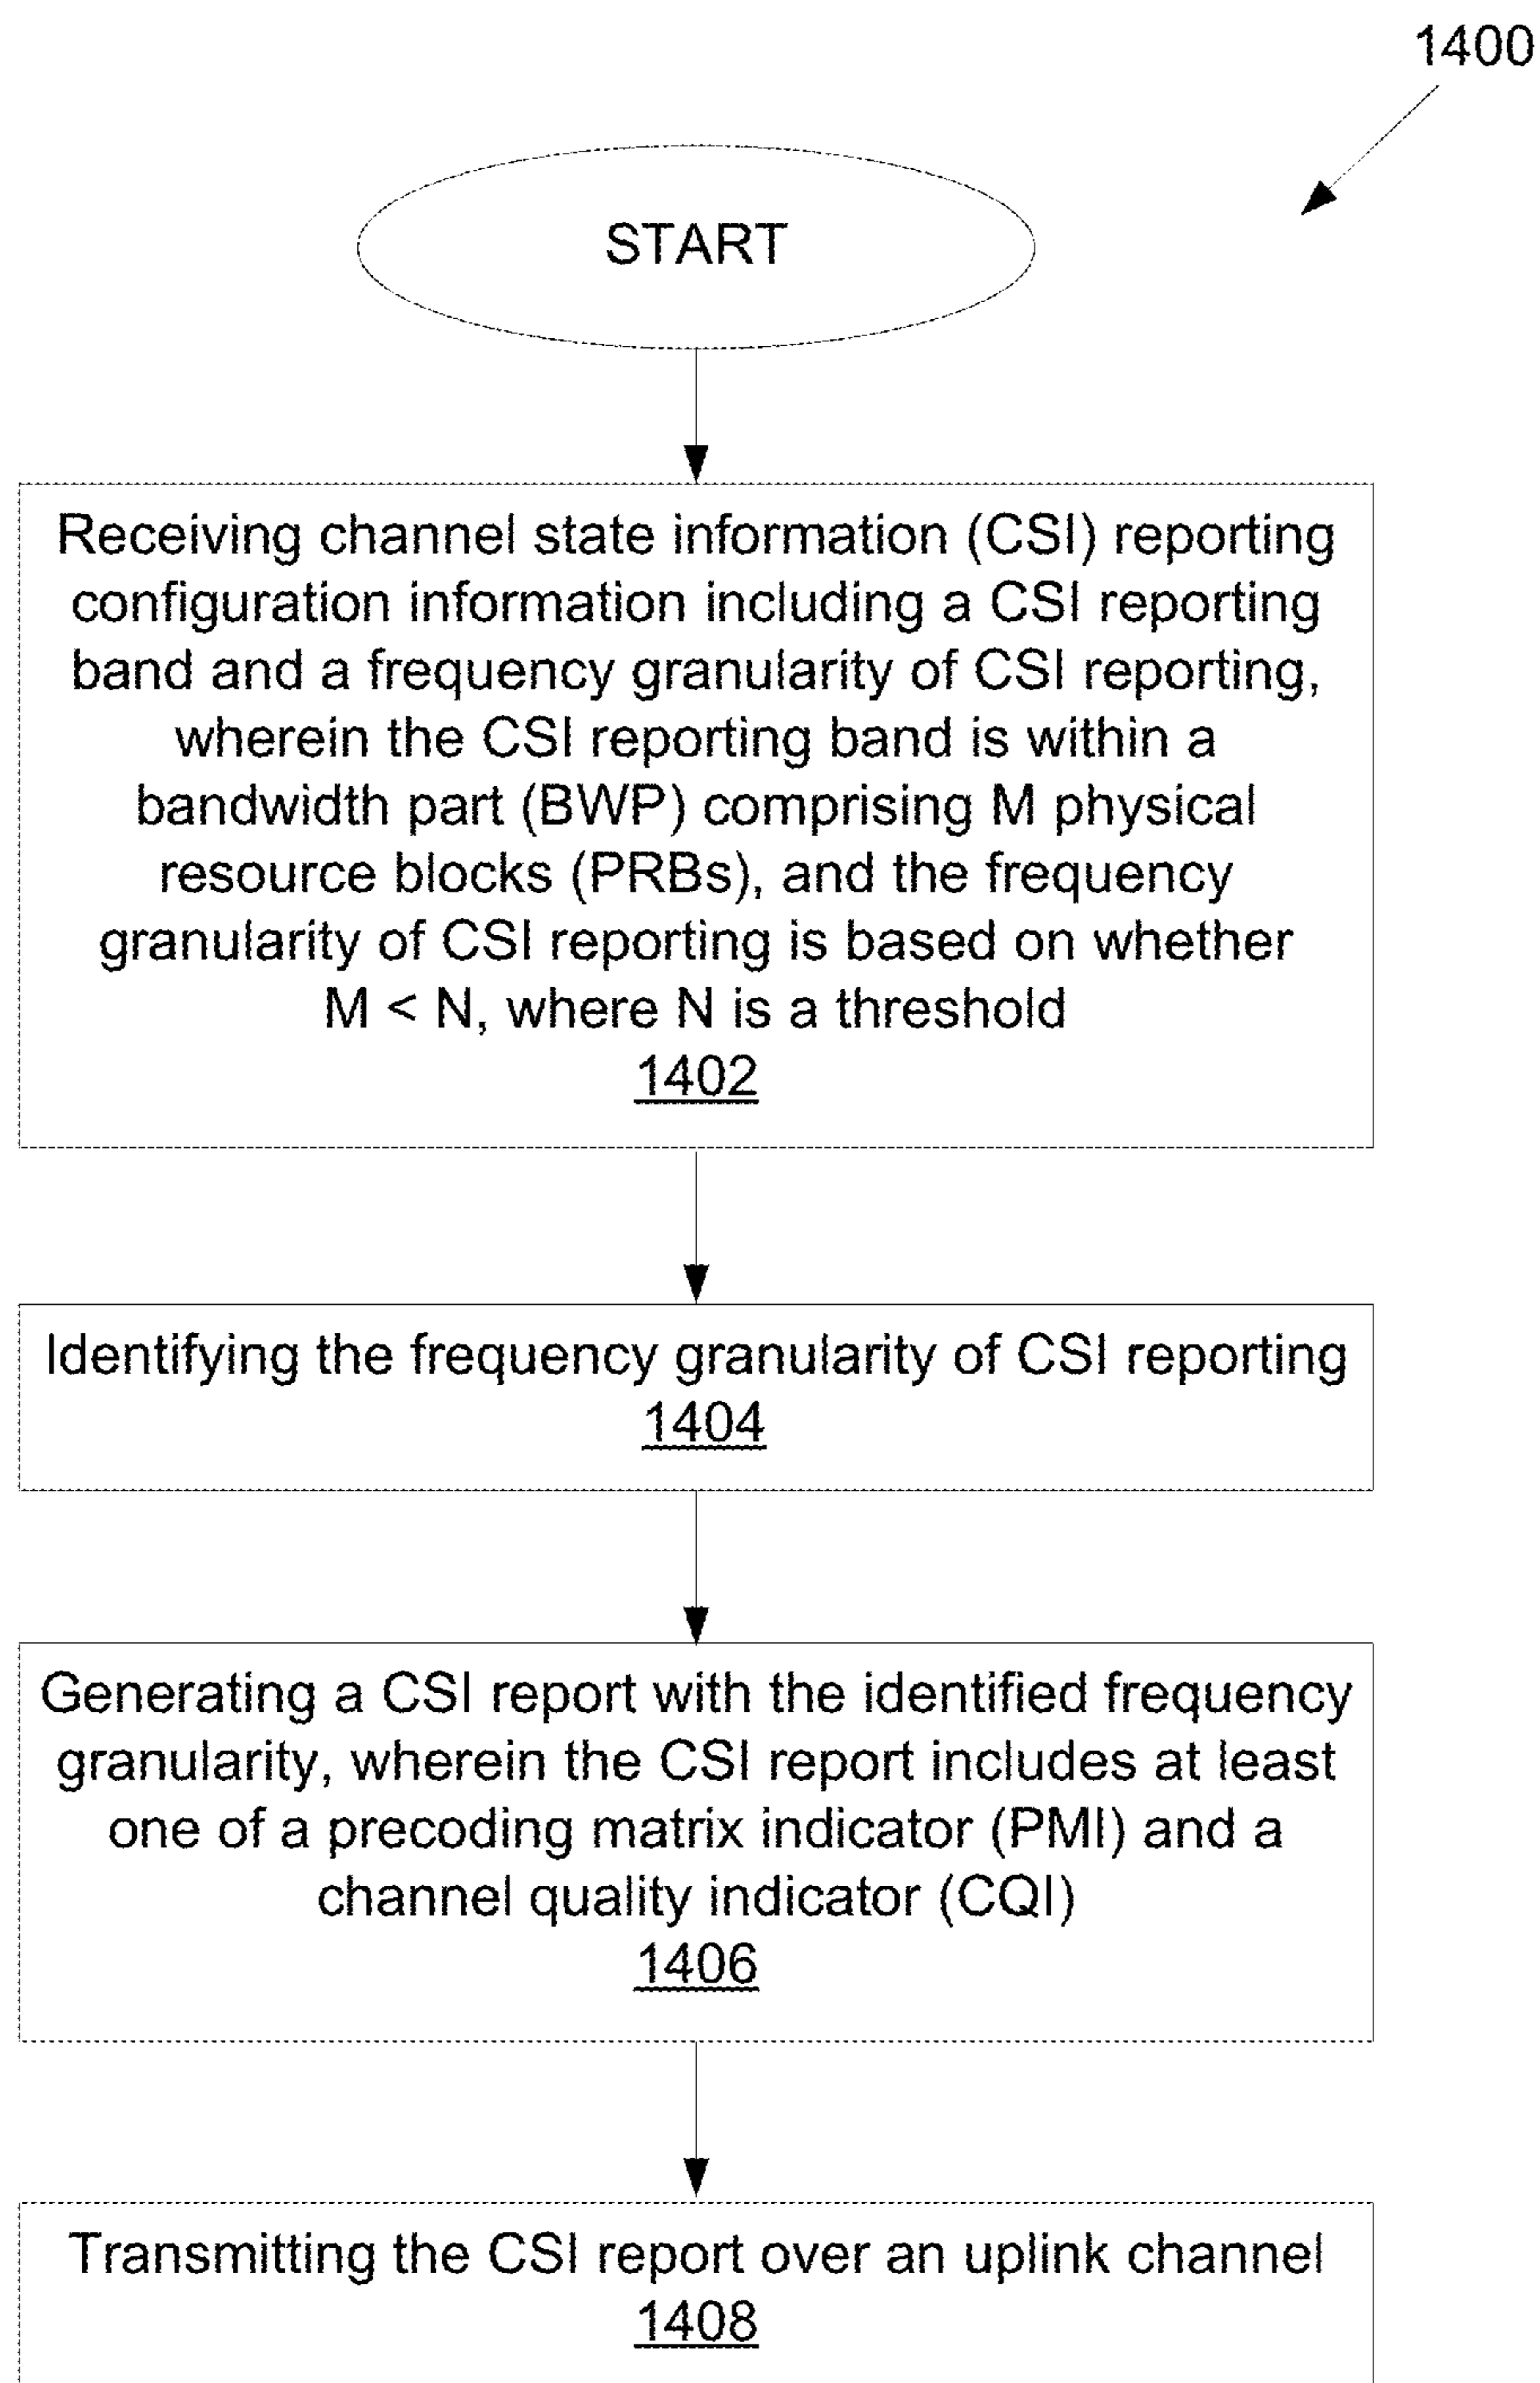 1400
START
Receiving channel state information (CSI) reporting
configuration information including a CSI reporting
band and a frequency granularity of CSI reporting,
wherein the CSI reporting band is within a
bandwidth part (BWP) comprising M physical
resource blocks (PRBs), and the frequency
granularity of CSI reporting is based on whether
M < N, where N is a threshold
1402
Identifying the frequency granularity of CSI reporting
1404
Generating a CSI report with the identified frequency
granularity, wherein the CSI report includes at least
one of a precoding matrix indicator (PMI) and a
channel quality indicator (CQI)
1406
Transmitting the CSI report over an uplink channel
1408